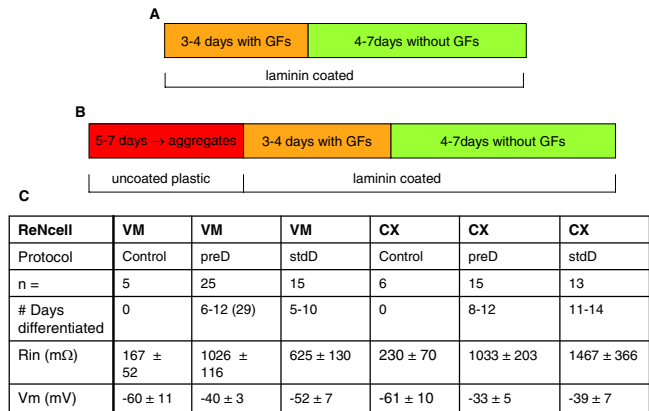 A
3-4 days with GFs 4-7days without GFs
laminin coated
B
5-7 days → aggregates 3-4 days with GFs 4-7days without GFs
uncoated plastic laminin coated
C
ReNcell VM VM VM CX CX CX
Protocol Control preD stdD Control preD stdD
n = 5 25 15 6 15 13
# Days differentiated 0 6-12 (29) 5-10 0 8-12 11-14
Rin (mΩ) 167 ± 52 1026 ± 116 625 ± 130 230 ± 70 1033 ± 203 1467 ± 366
Vm (mV) -60 ± 11 -40 ± 3 -52 ± 7 -61 ± 10 -33 ± 5 -39 ± 7